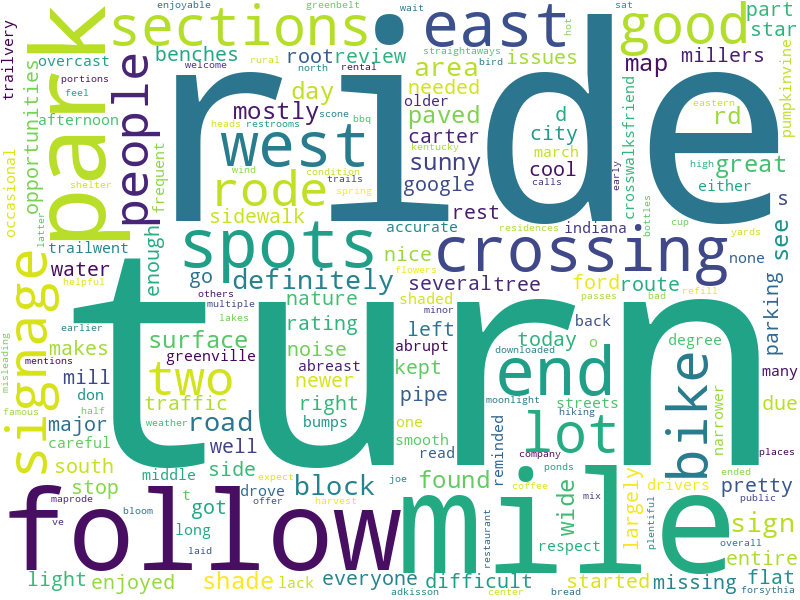 enjoyable greenbelt wait sat
trailvery
overcast
portions feel
welcome
rural
north
rental
park
sections
benches
root
review
straightaways
bird
hot
east
area
issues
good
part
star
millers
map
pumpkinvine
people
afternoon
opportunities
frequent
heads
restrooms
wind
scone
condition
trails
spring
bbq
day
mostly
needed
older
paved
carter
kentucky
sunny
google
d
city
march
cool
calls
early
crosswalksfriend
rd
eastern
great
high
either
ride
west
rode
sidewalk
occasional
shelter
latter
trailwent
water
helpful
enough
rest
accurate
residences
indiana
bottles
cup
yards
s
see
none
spots
crossing
signage
go
definitely
nice
flowers
several
tree
ford
route
passes
bad
refill
parking
others
multiple
lakes
nature
rating
noise
abreast
shaded
minor
left
abrupt
back
today
o
degree
many
misleading
earlier
mentions
makes
surface
greenville
two
mill
famous
half
don
weather
traffic
newer
right
bumps
kept
pipe
one
smooth
downloaded
end
moonlight
hiking
streets
lot
bike
narrower
due
places
turn
major
careful
south
stop
road
well
side
middle
t
got
drove
long
block
read
found
reminded
company
ponds
coffee
wide
largely
drivers
ended
public
pretty
sign
overall
entire
maprode
ve
bloom
laid
offer
expect
harvest
joe
follow
mile
restaurant
mix
respect
plentiful
light
enjoyed
shade
lack
everyone
adkisson
difficult
center
started
bread
missing
flat
forsythia